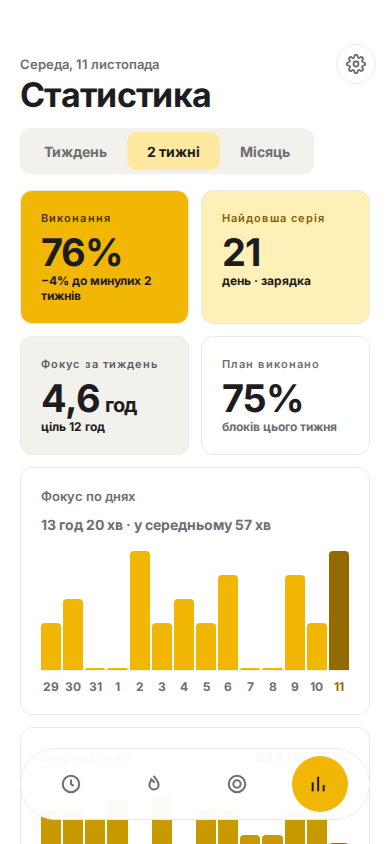 Середа, 11 листопада
Статистика
Тиждень 2 тижні Місяць
Виконання
76%
−4% до минулих 2
тижнів
Найдовша серія
21
день · зарядка
Фокус за тиждень
4,6 год
ціль 12 год
План виконано
75%
блоків цього тижня
Фокус по днях
13 год 20 хв · у середньому 57 хв
29 30 31 1 2 3 4 5 6 7 8 9 10 11